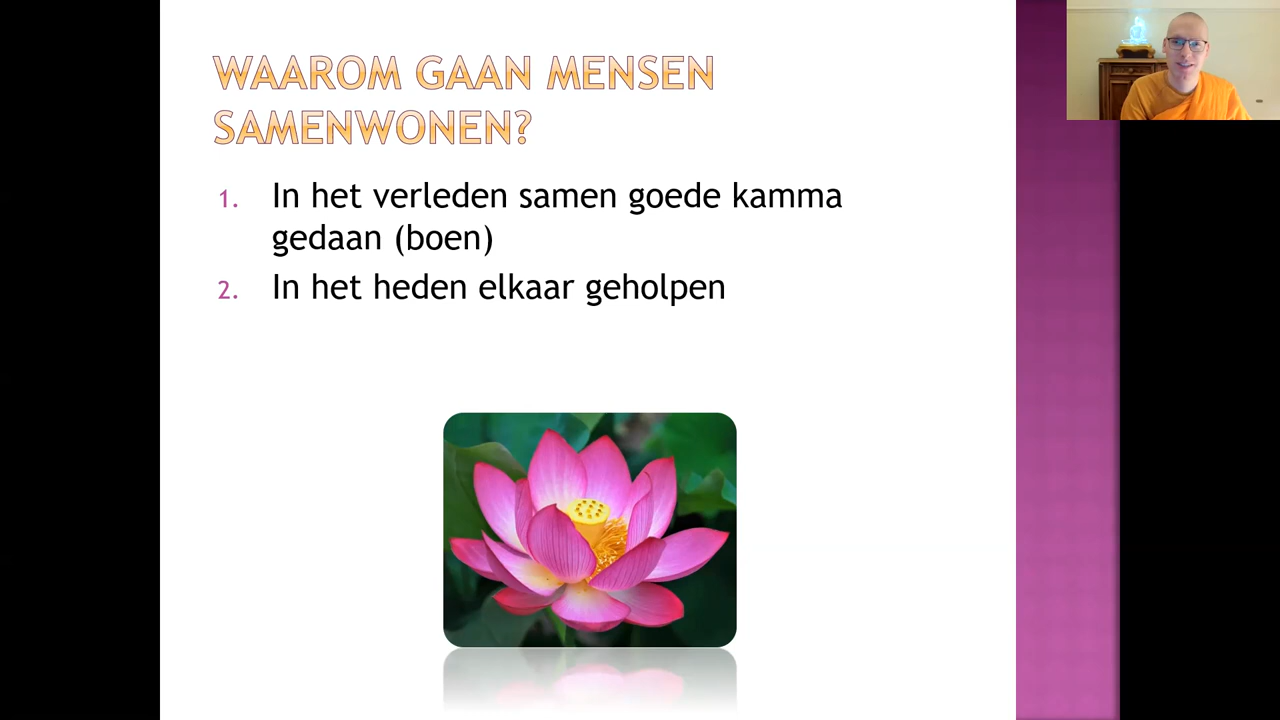 WAAROM GAAN MENSEN
SAMENWONEN?
1. In het verleden samen goede kamma
gedaan (boen)
2. In het heden elkaar geholpen